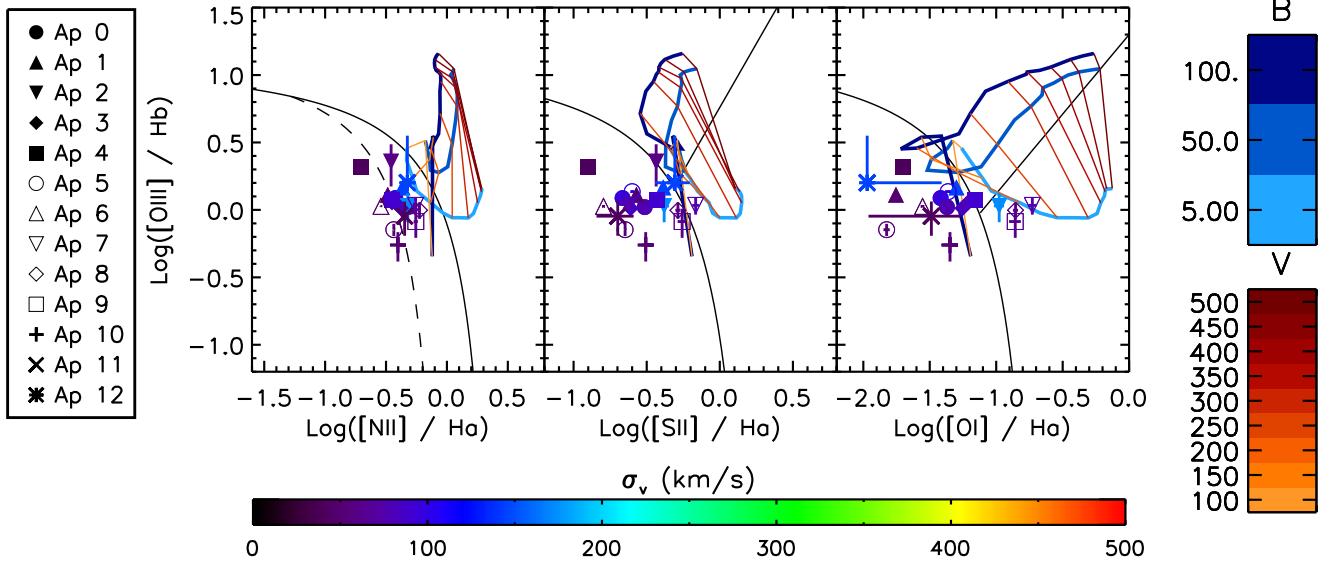 Ap 0
Ap 1
Ap 2
Ap 3
Ap 4
Ap 5
Ap 6
Ap 7
Ap 8
Ap 9
Ap 10
Ap 11
Ap 12
Log([OIII] / Hb)
1.5
1.0
0.5
0.0
−0.5
−1.0
−1.5 −1.0 −0.5 0.0 0.5
Log([NII] / Ha)
−1.0 −0.5 0.0 0.5
Log([SII] / Ha)
−2.0 −1.5 −1.0 −0.5 0.0
Log([OI] / Ha)
B
100.
50.0
5.00
V
500
450
400
350
300
250
200
150
100
σv (km/s)
0 100 200 300 400 500